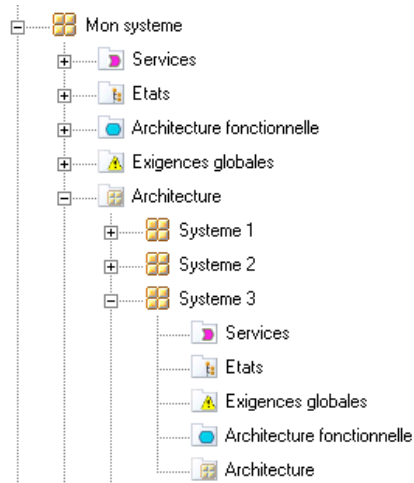 Mon systeme
Services
Etats
Architecture fonctionnelle
Exigences globales
Architecture
Systeme 1
Systeme 2
Systeme 3
Services
Etats
Exigences globales
Architecture fonctionnelle
Architecture